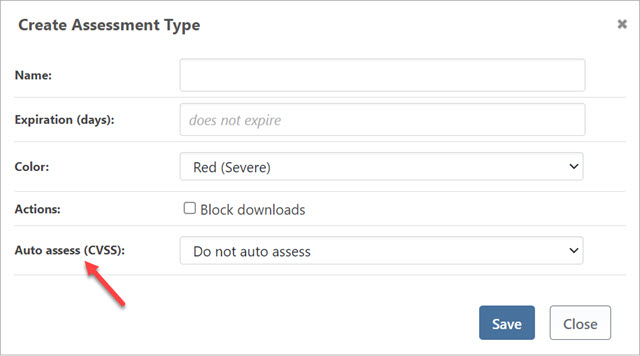 Create Assessment Type ✖
Name:
Expiration (days): does not expire
Color: Red (Severe)
Actions: Block downloads
Auto assess (CVSS): Do not auto assess
Save Close